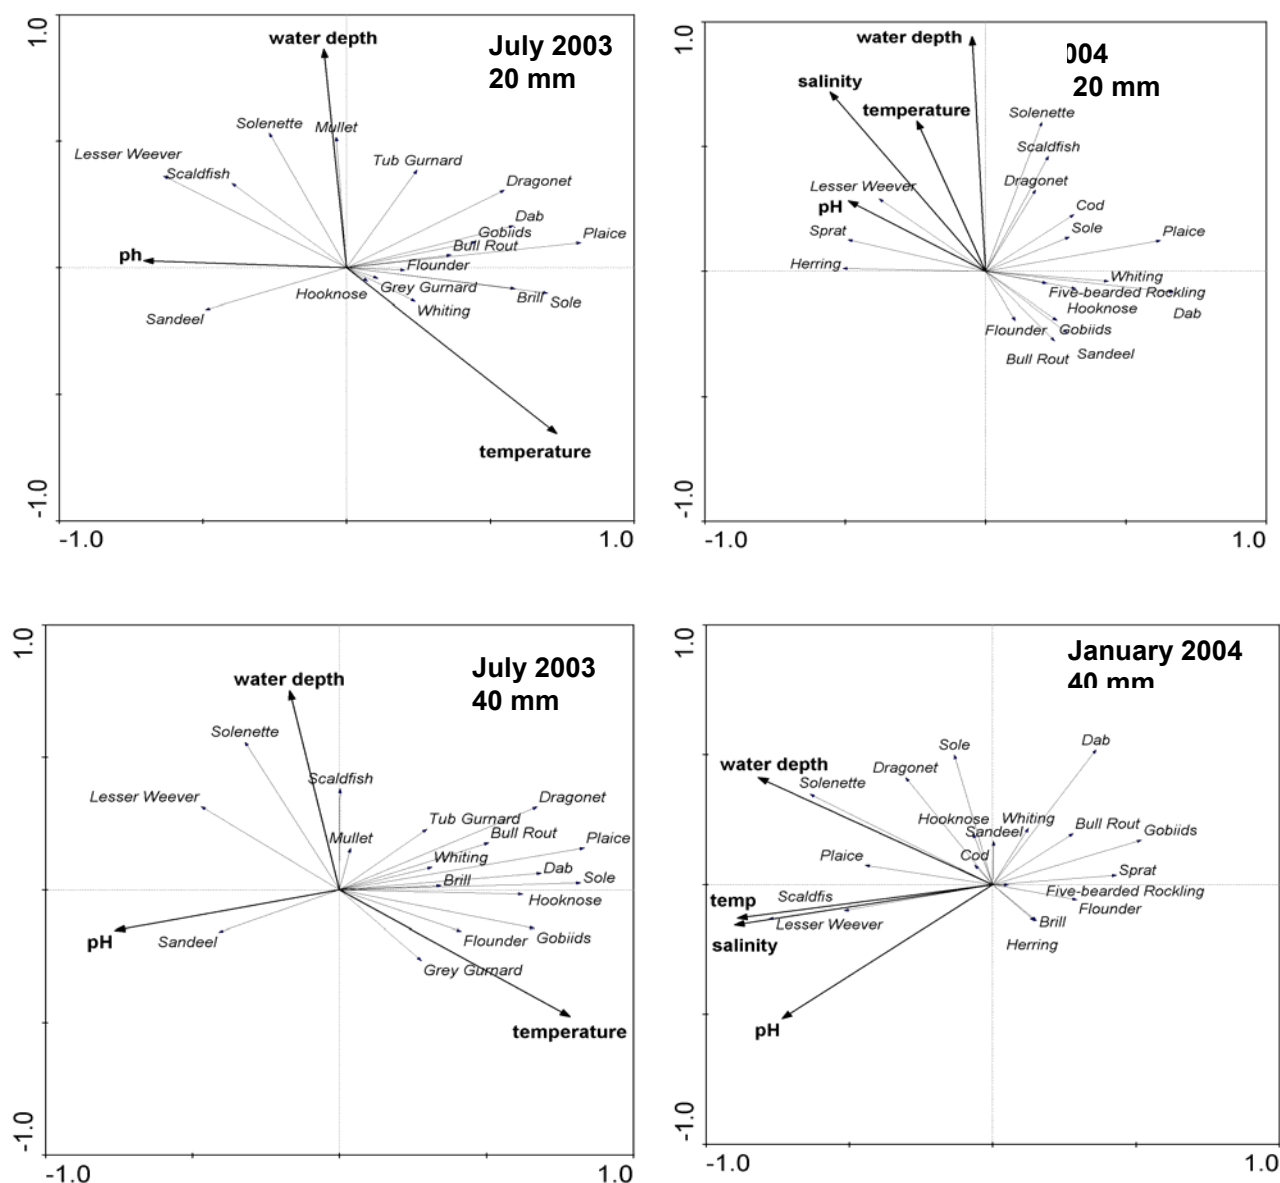 1.0
water depth
July 2003
20 mm
Solenette
Mullet
Lesser Weever
Scaldfish
Tub Gurnard
Dragonet
Dab
Gobiids
Plaice
Bull Rout
ph
Flounder
Hooknose
Grey Gurnard
Brill
Sole
Whiting
Sandeel
temperature
-1.0
-1.0
1.0
1.0
water depth
004
20 mm
salinity
temperature
Solenette
Scaldfish
Dragonet
Lesser Weever
pH
Cod
Sprat
Sole
Plaice
Herring
Whiting
Five-bearded Rockling
Hooknose
Dab
Flounder
Gobiids
Bull Rout
Sandeel
-1.0
-1.0
1.0
1.0
July 2003
40 mm
water depth
Solenette
Scaldfish
Lesser Weever
Dragonet
Tub Gurnard
Mullet
Bull Rout
Plaice
Whiting
Dab
Brill
Sole
Hooknose
pH
Sandeel
Flounder
Gobiids
Grey Gurnard
temperature
-1.0
-1.0
1.0
1.0
January 2004
40 mm
Sole
Dab
water depth
Dragonet
Solenette
Hooknose
Whiting
Sandeel
Bull Rout
Gobiids
Plaice
Cod
Sprat
Five-bearded Rockling
temp
Scaldfis
Flounder
Lesser Weever
Brill
salinity
Herring
pH
-1.0
-1.0
1.0